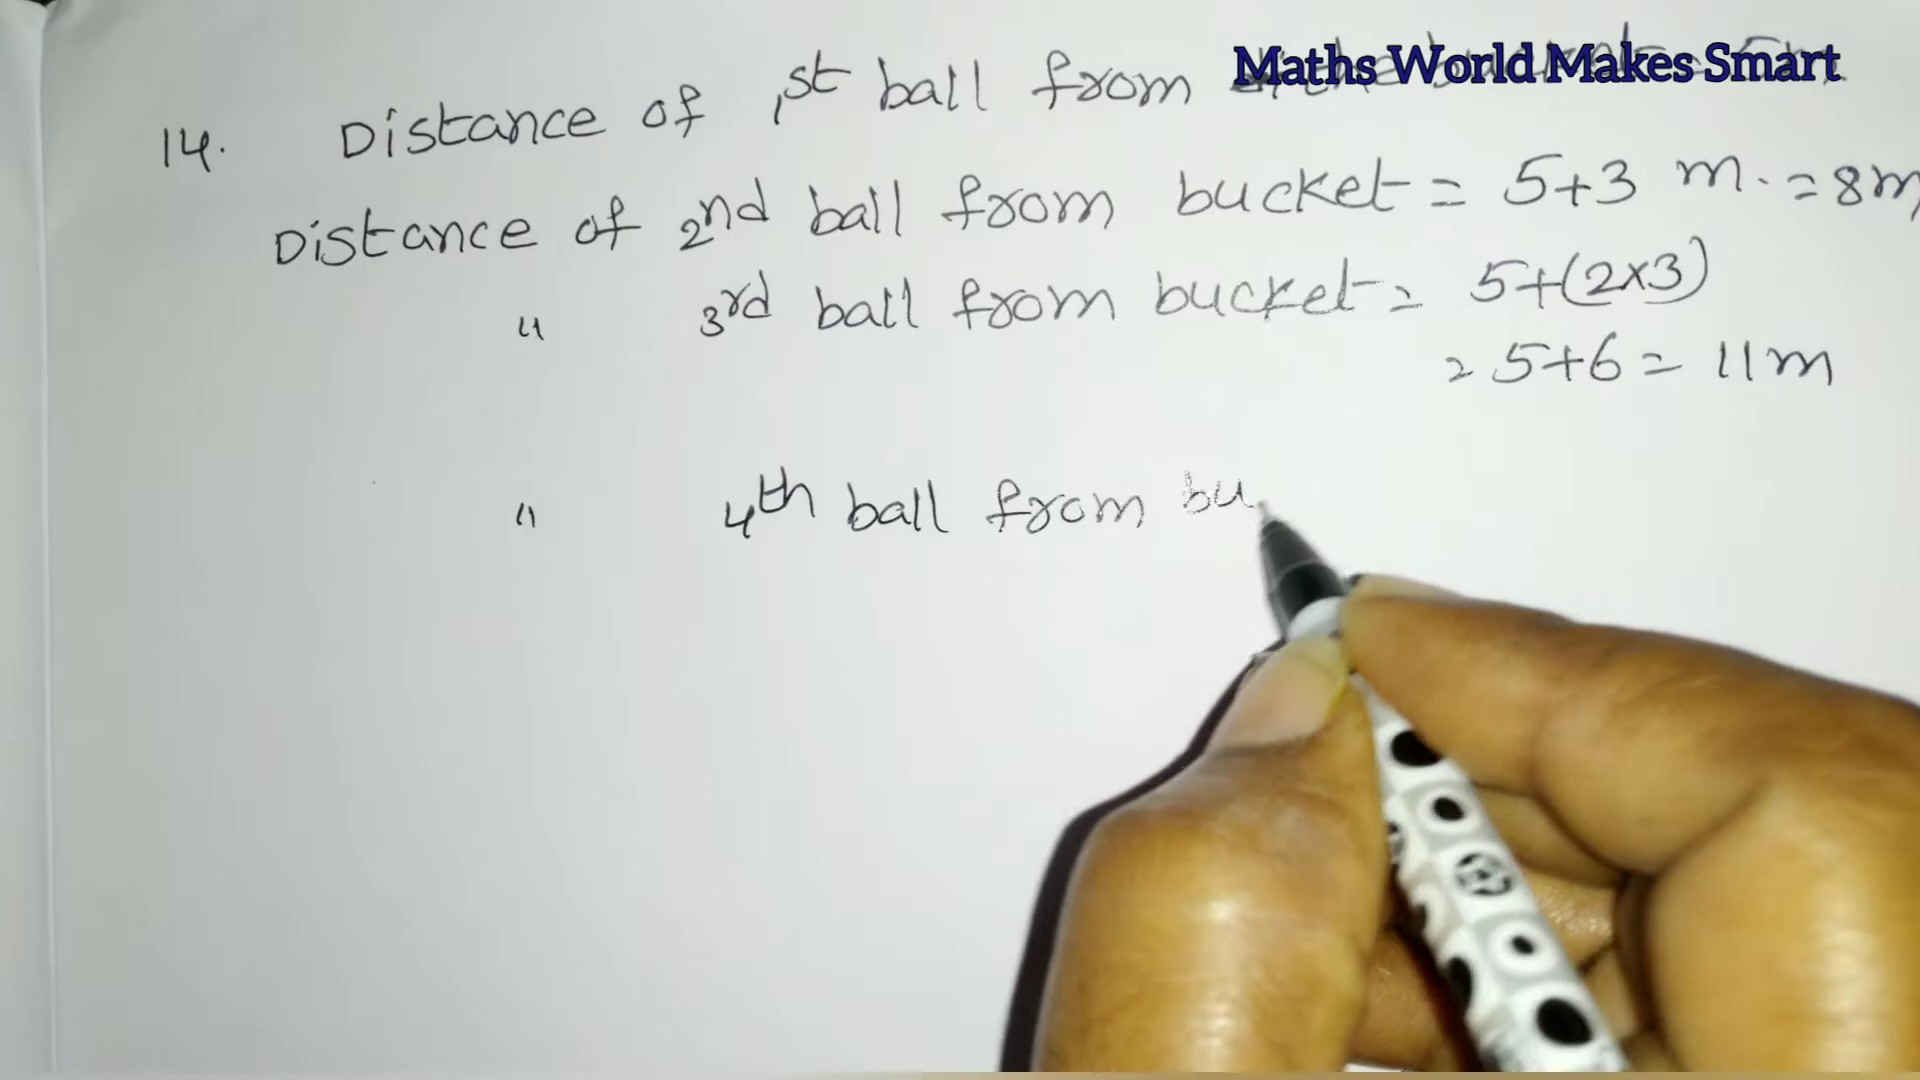 Maths World Makes Smart
14. Distance of 1st ball from
Distance of 2nd ball from bucket = 5+3 m. = 8m
" 3rd ball from bucket = 5+(2x3)
= 5+6 = 11m
" 4th ball from bu